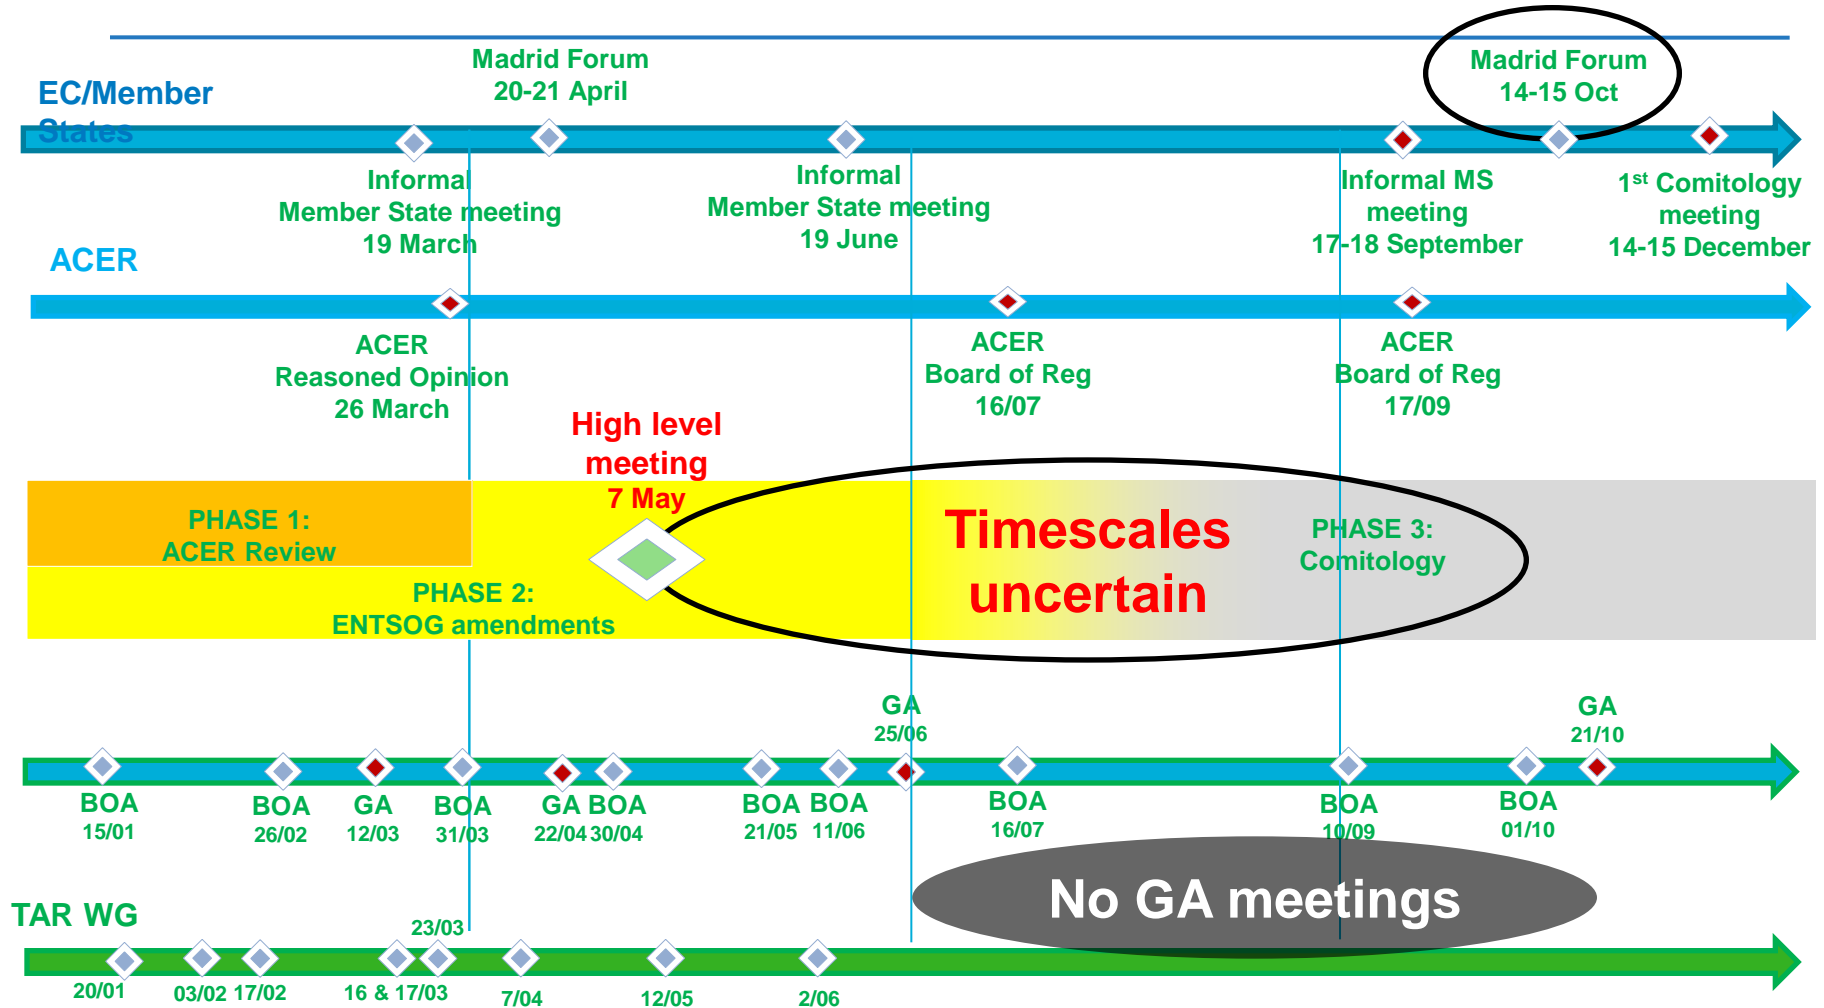 Madrid Forum
20-21 April
Madrid Forum
14-15 Oct
EC/Member
States
Informal
Member State meeting
19 March
Informal
Member State meeting
19 June
Informal MS
meeting
17-18 September
1st Comitology
meeting
14-15 December
ACER
ACER
Reasoned Opinion
26 March
ACER
Board of Reg
16/07
ACER
Board of Reg
17/09
High level
meeting
7 May
PHASE 1:
ACER Review
PHASE 2:
ENTSOG amendments
Timescales
uncertain
PHASE 3:
Comitology
GA
25/06
GA
21/10
BOA
15/01
BOA
26/02
GA
12/03
BOA
31/03
GA
22/04
BOA
30/04
BOA
21/05
BOA
11/06
BOA
16/07
BOA
10/09
BOA
01/10
No GA meetings
TAR WG
23/03
20/01
03/02
17/02
16 & 17/03
7/04
12/05
2/06